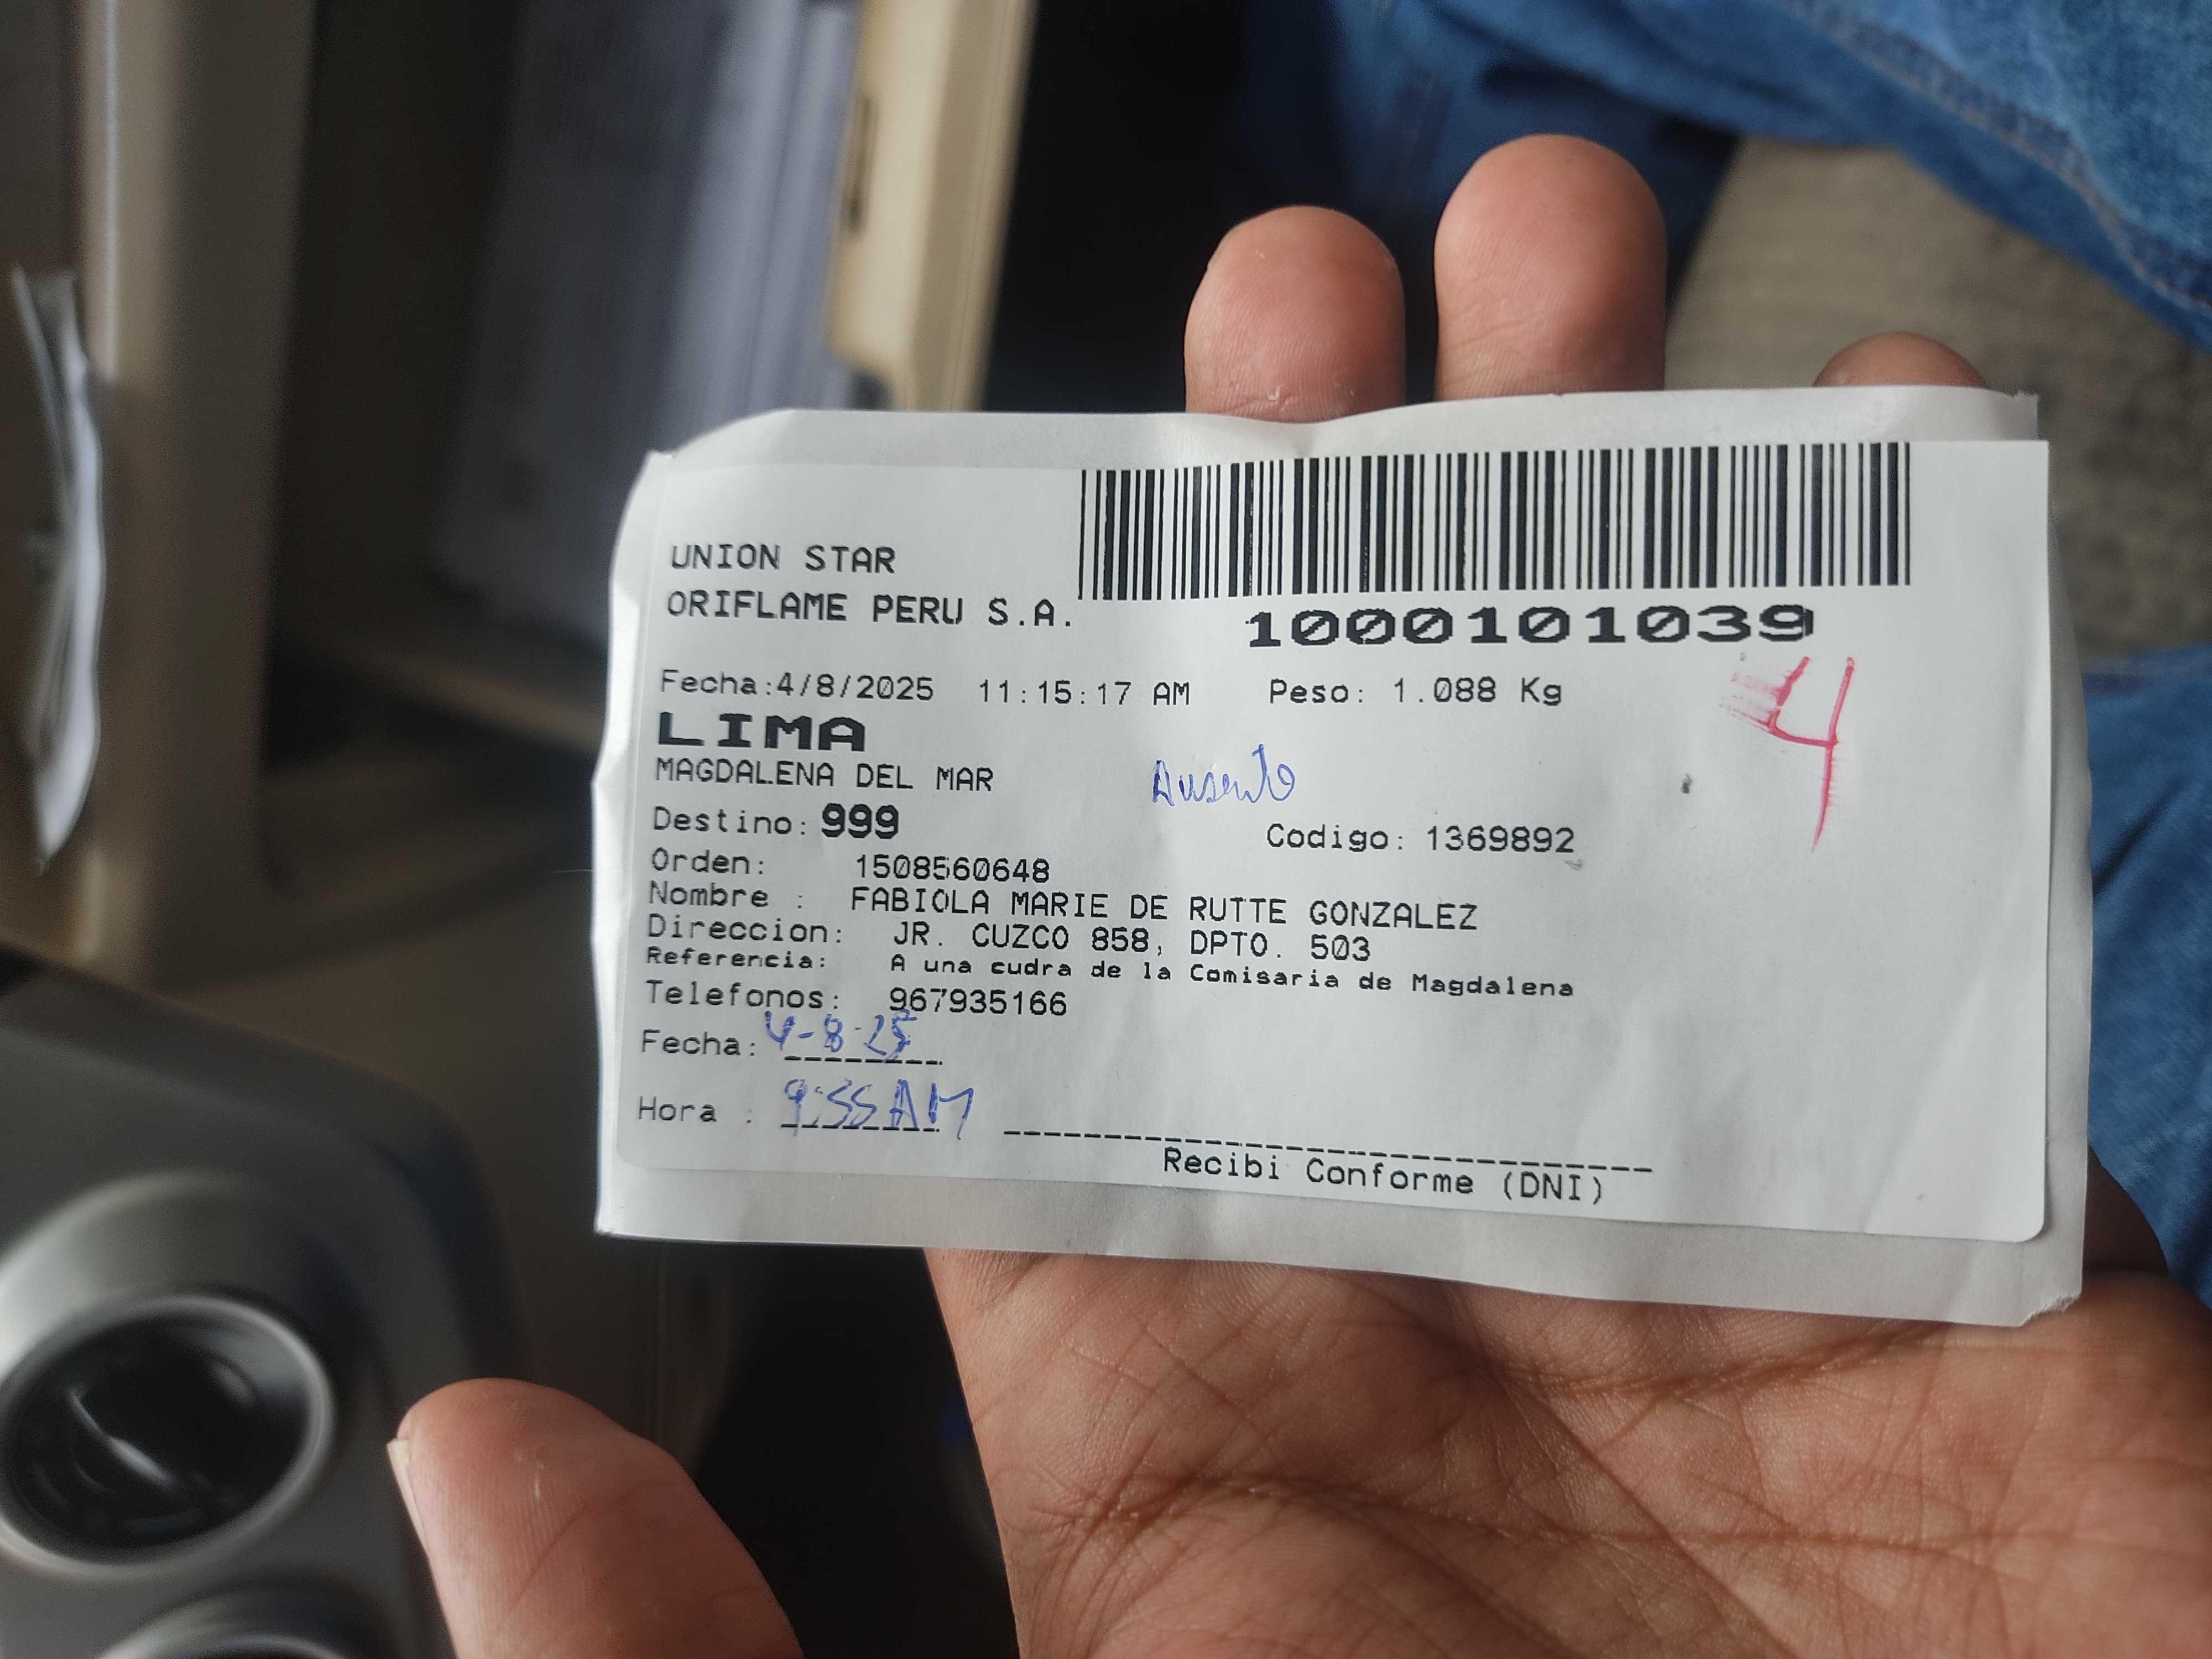 UNION STAR
ORIFLAME PERU S.A.
1000101039
Fecha:4/8/2025 11:15:17 AM Peso: 1.088 Kg
4
LIMA
MAGDALENA DEL MAR
Ausente
Destino: 999 Codigo: 1369892
Orden: 1508560648
Nombre : FABIOLA MARIE DE RUTTE GONZALEZ
Direccion: JR. CUZCO 858, DPTO. 503
Referencia: A una cudra de la Comisaria de Magdalena
Telefonos: 967935166
Fecha: 4-8-25
Hora : 9:55 AM
Recibi Conforme (DNI)